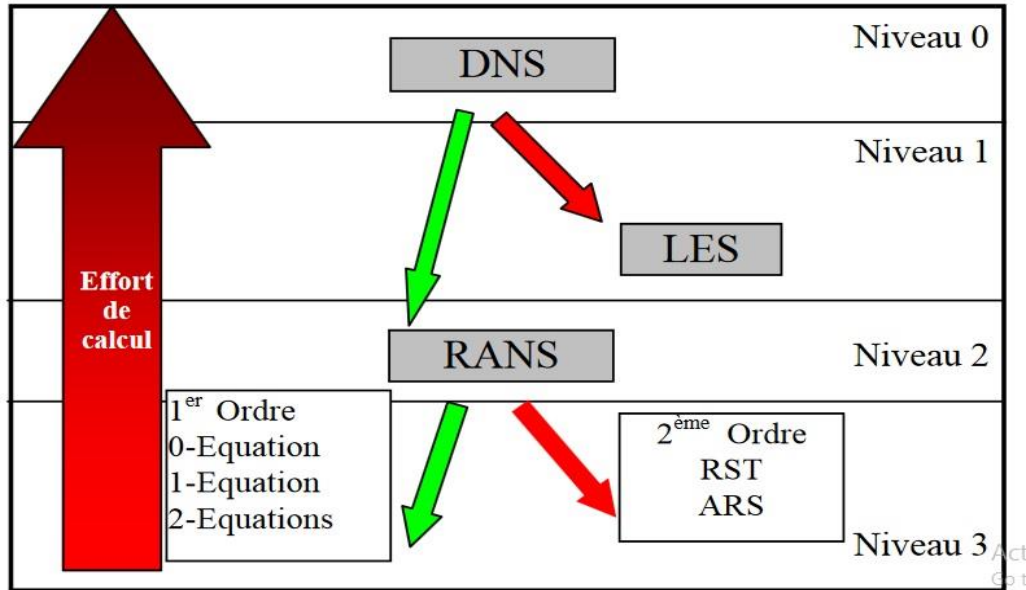 DNS
Niveau 0
Niveau 1
LES
Effort
de
calcul
RANS
Niveau 2
1er Ordre
0-Equation
1-Equation
2-Equations
2ème Ordre
RST
ARS
Niveau 3